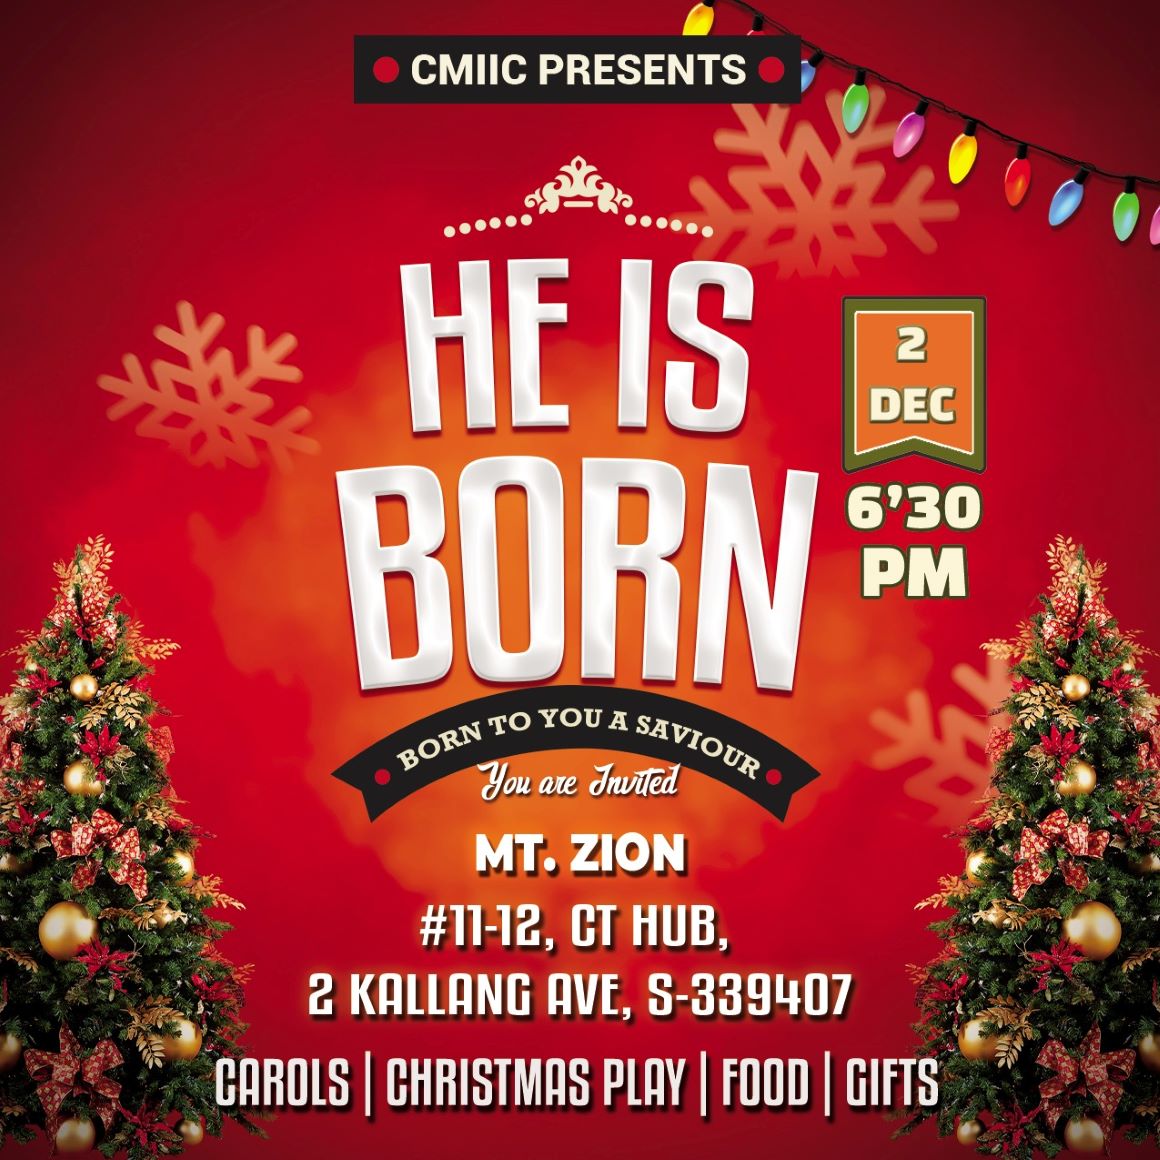 CMIIC PRESENTS
HE IS
BORN
2
DEC
6'30
PM
BORN TO YOU A SAVIOUR
You are Invited
MT. ZION
#11-12, CT HUB,
2 KALLANG AVE, S-339407
CAROLS | CHRISTMAS PLAY | FOOD | GIFTS